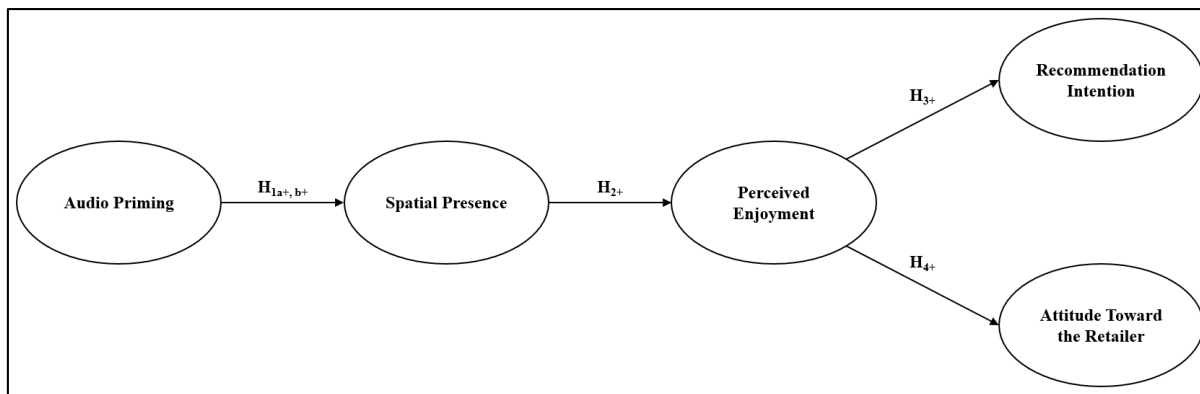 Audio Priming
H1a+, b+
Spatial Presence
H2+
Perceived
Enjoyment
H3+
Recommendation
Intention
H4+
Attitude Toward
the Retailer